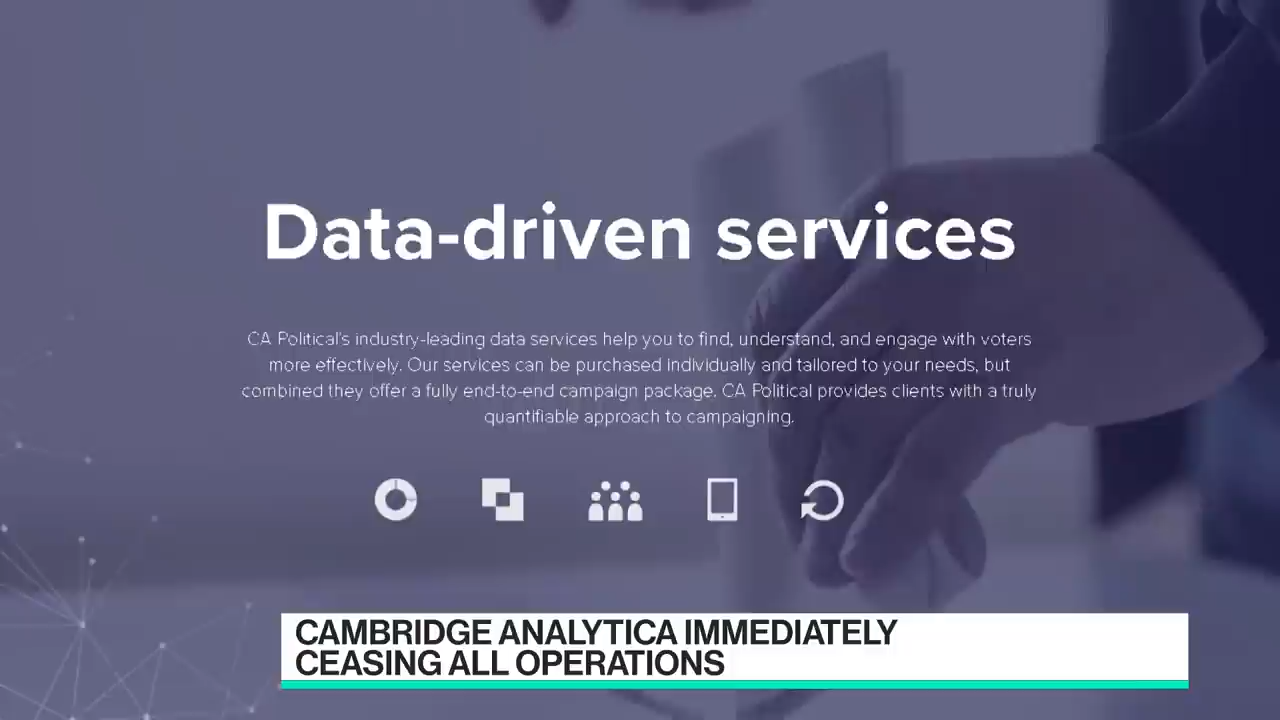 Data-driven services
CA Political's industry-leading data services help you to find, understand, and engage with voters
more effectively. Our services can be purchased individually and tailored to your needs, but
combined they offer a fully end-to-end campaign package. CA Political provides clients with a truly
quantifiable approach to campaigning.
CAMBRIDGE ANALYTICA IMMEDIATELY
CEASING ALL OPERATIONS